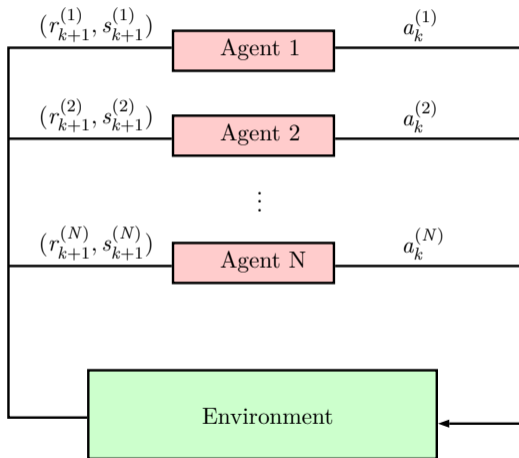 (r_{k+1}^{(1)}, s_{k+1}^{(1)}) Agent 1 a_k^{(1)}
(r_{k+1}^{(2)}, s_{k+1}^{(2)}) Agent 2 a_k^{(2)}
⋮
(r_{k+1}^{(N)}, s_{k+1}^{(N)}) Agent N a_k^{(N)}
Environment